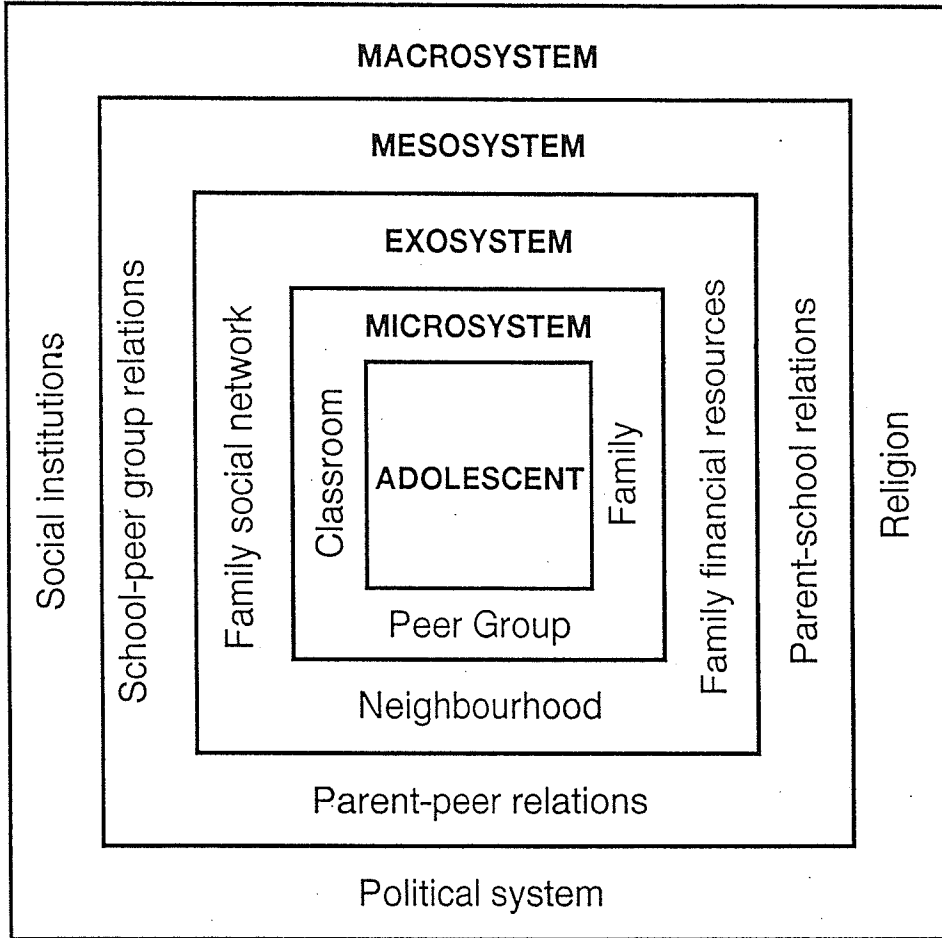 MACROSYSTEM
MESOSYSTEM
EXOSYSTEM
MICROSYSTEM
ADOLESCENT
Social institutions
School-peer group relations
Family social network
Classroom
Family
Family financial resources
Parent-school relations
Religion
Peer Group
Neighbourhood
Parent-peer relations
Political system